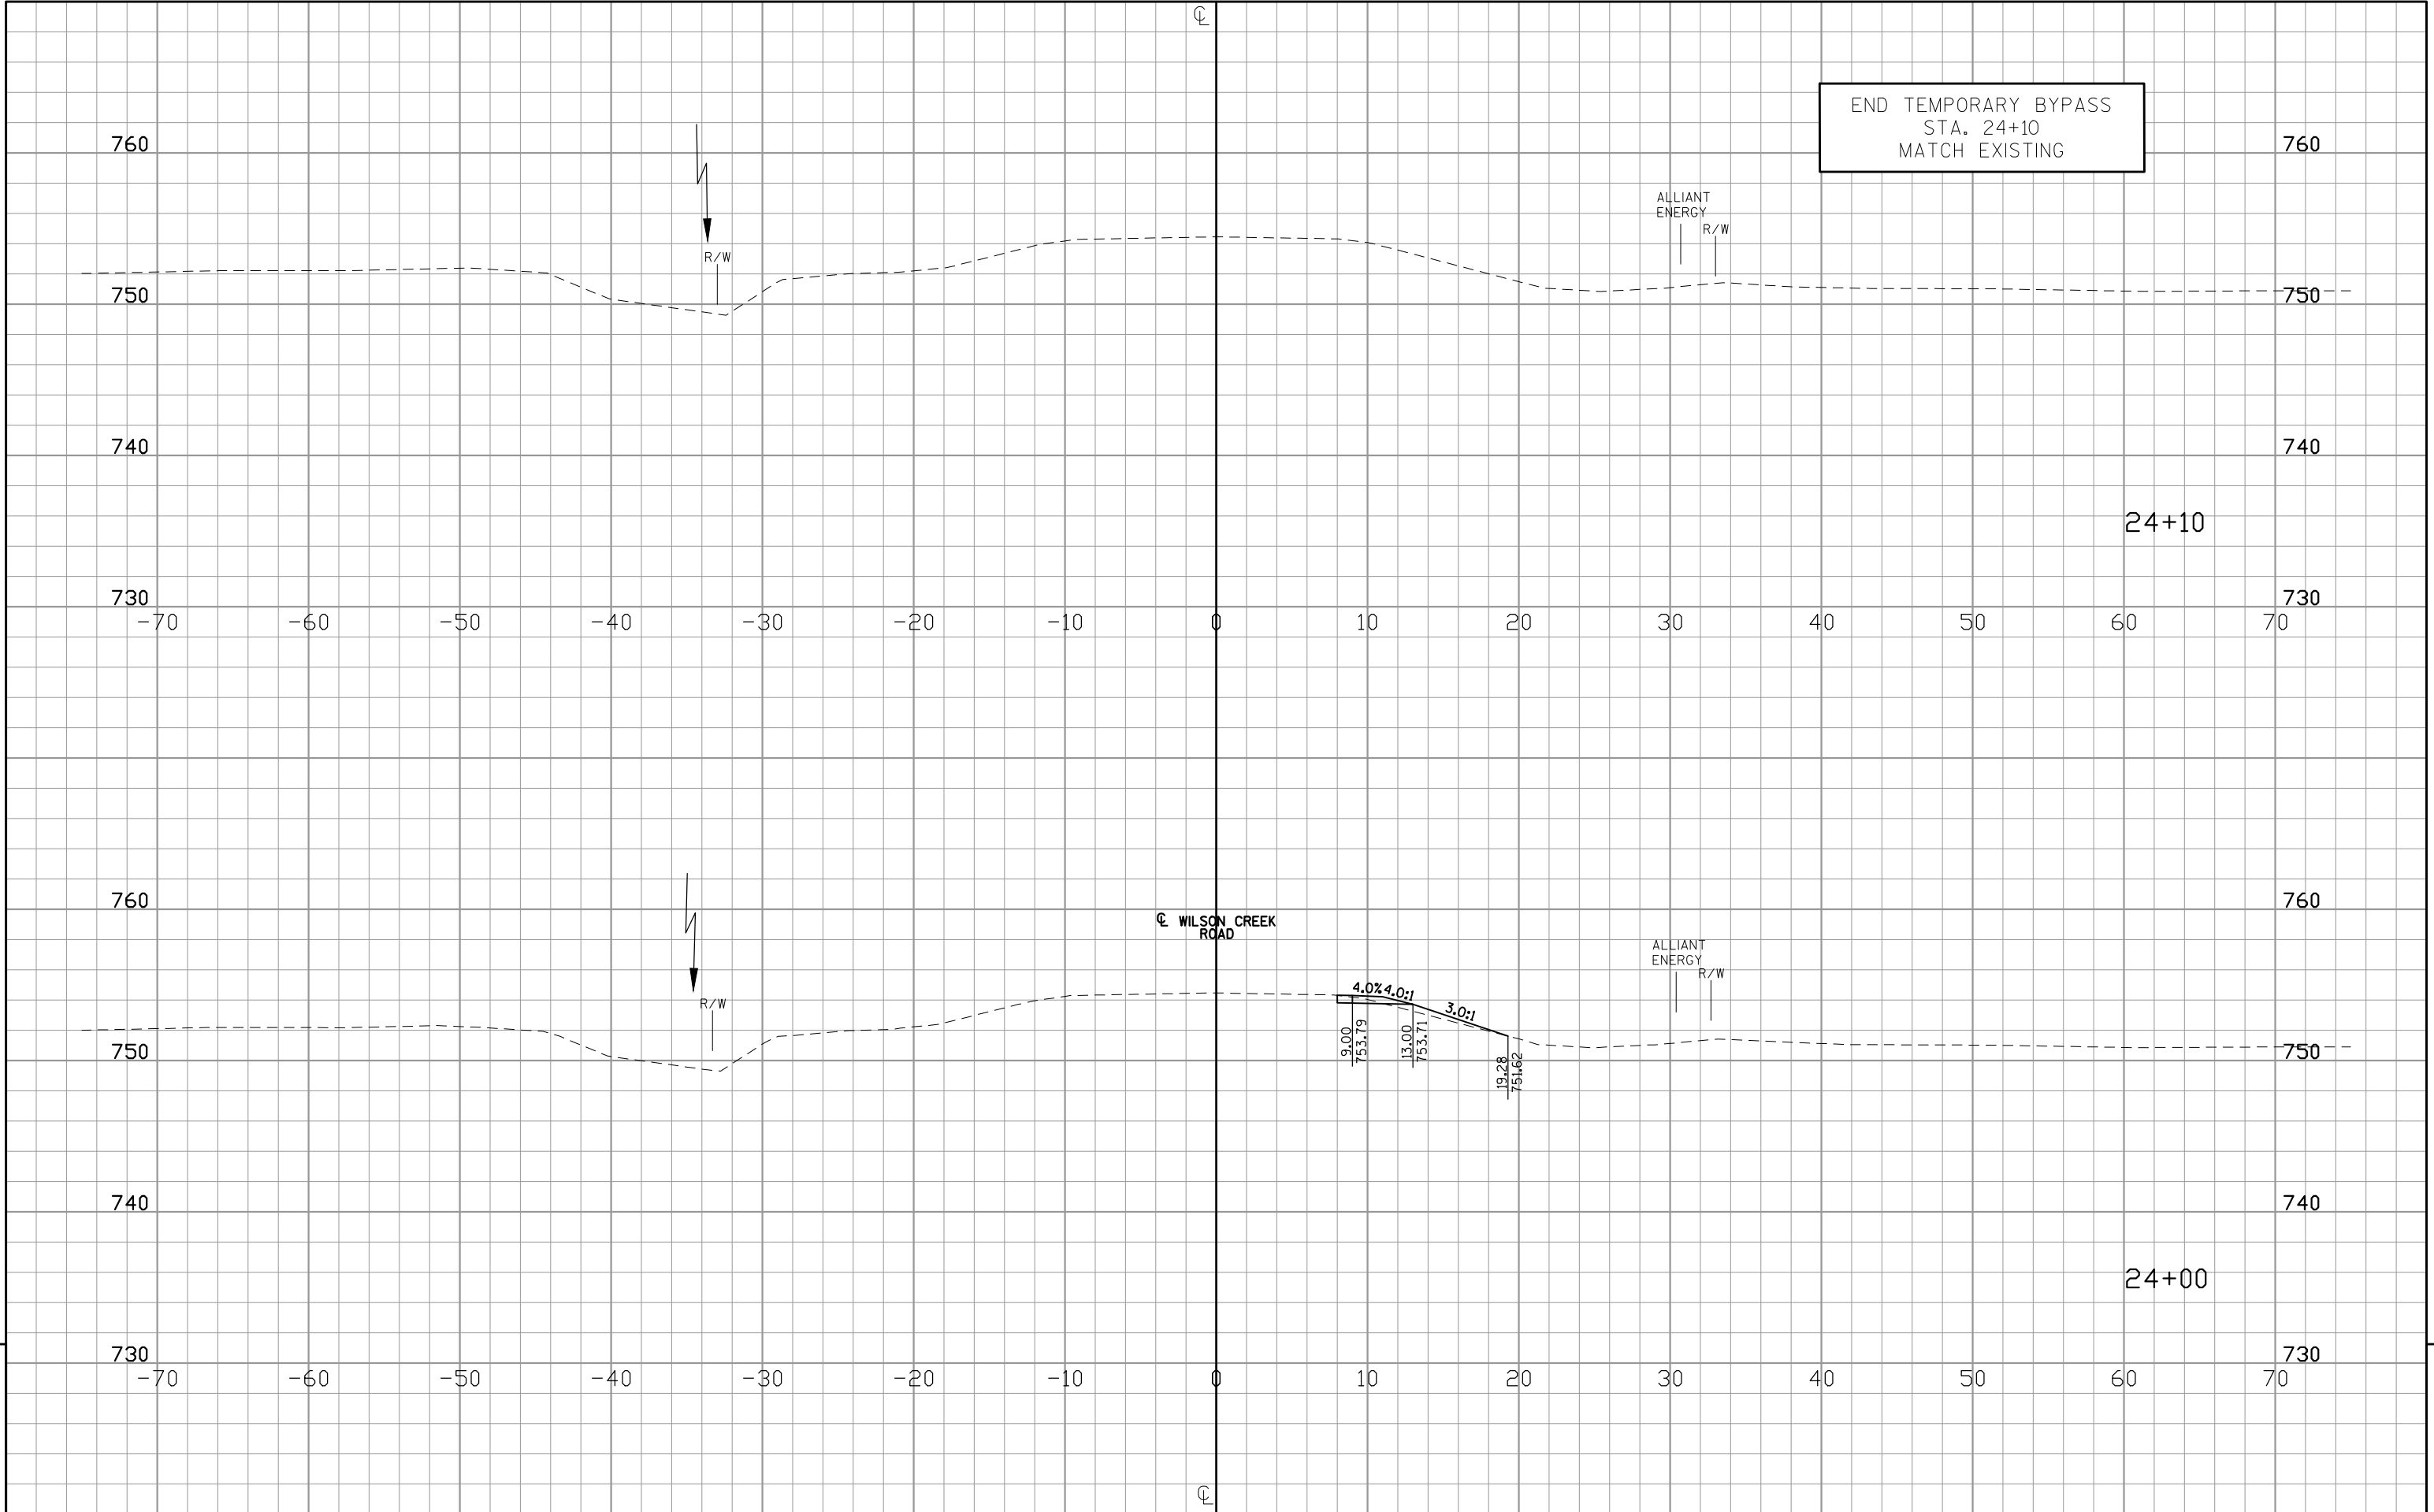 ℄
END TEMPORARY BYPASS
STA. 24+10
MATCH EXISTING
760
760
ALLIANT
ENERGY
R/W
R/W
750
750
740
740
24+10
730
730
-70 -60 -50 -40 -30 -20 -10 0 10 20 30 40 50 60 70
760
760
℄ WILSON CREEK
ROAD
ALLIANT
ENERGY
R/W
R/W
4.0% 4.0:1
3.0:1
750
750
9.00
753.79
13.00
753.71
19.28
751.62
740
740
24+00
730
730
-70 -60 -50 -40 -30 -20 -10 0 10 20 30 40 50 60 70
℄